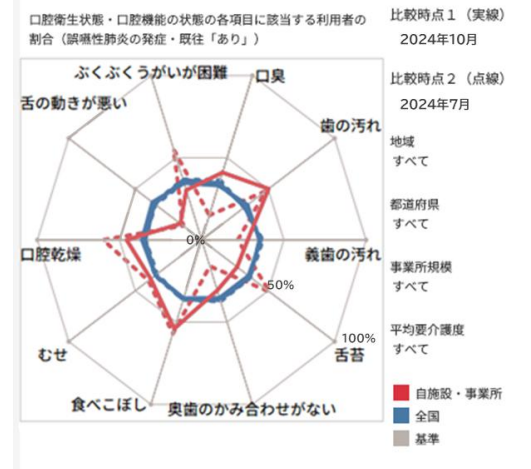 口腔衛生状態・口腔機能の状態の各項目に該当する利用者の
割合（誤嚥性肺炎の発症・既往「あり」）
比較時点１（実線）
2024年10月
比較時点２（点線）
2024年7月
地域
すべて
都道府県
すべて
事業所規模
すべて
平均要介護度
すべて
ぶくぶくうがいが困難
口臭
舌の動きが悪い
歯の汚れ
0%
口腔乾燥
義歯の汚れ
50%
100%
むせ
舌苔
食べこぼし
奥歯のかみ合わせがない
自施設・事業所
全国
基準